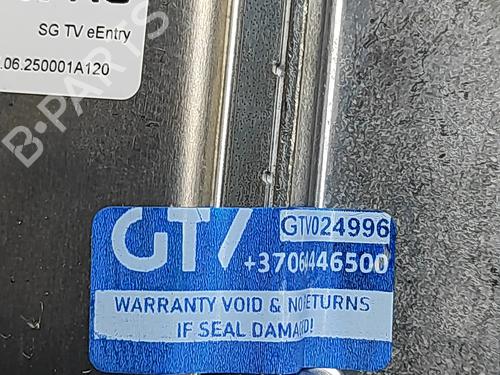 SG TV eEntry
.06.250001A120
B-PARTS
GTV
GTV024996
+37064446500
WARRANTY VOID & NO RETURNS
IF SEAL DAMAGED!